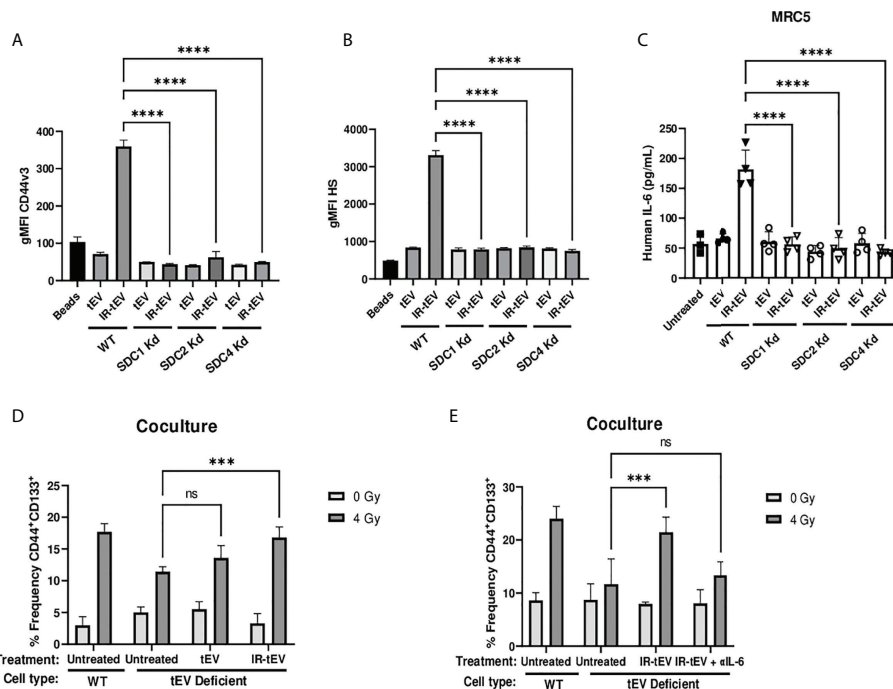 A
****
****
****
gMFI CD44v3
400
300
200
100
0
Beads
tEV
IR-tEV
tEV
IR-tEV
tEV
IR-tEV
tEV
IR-tEV
WT
SDC1 Kd
SDC2 Kd
SDC4 Kd
B
****
****
****
gMFI HS
4000
3000
2000
1000
0
Beads
tEV
IR-tEV
tEV
IR-tEV
tEV
IR-tEV
tEV
IR-tEV
WT
SDC1 Kd
SDC2 Kd
SDC4 Kd
MRC5
C
****
****
****
Human IL-6 (pg/mL)
250
200
150
100
50
0
Untreated
tEV
IR-tEV
tEV
IR-tEV
tEV
IR-tEV
tEV
IR-tEV
WT
SDC1 Kd
SDC2 Kd
SDC4 Kd
D
Coculture
***
ns
% Frequency CD44+CD133+
25
20
15
10
5
0
0 Gy
4 Gy
Treatment: Untreated Untreated tEV IR-tEV
Cell type: WT tEV Deficient
E
Coculture
ns
***
% Frequency CD44+CD133+
30
20
10
0
0 Gy
4 Gy
Treatment: Untreated Untreated IR-tEV IR-tEV + αIL-6
Cell type: WT tEV Deficient